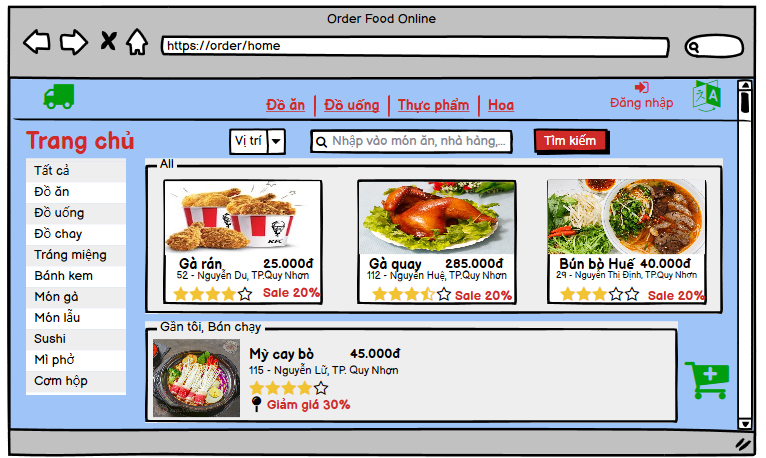 Order Food Online
https://order/home
Đồ ăn | Đồ uống | Thực phẩm | Hoa
Đăng nhập
Trang chủ
Vị trí
Nhập vào món ăn, nhà hàng,...
Tìm kiếm
Tất cả
Đồ ăn
Đồ uống
Đồ chay
Tráng miệng
Bánh kem
Món gà
Món lẩu
Sushi
Mì phở
Cơm hộp
All
KFC
Gà rán 25.000đ
52 - Nguyễn Du, TP.Quy Nhơn
Sale 20%
Gà quay 285.000đ
112 - Nguyễn Huệ, TP.Quy Nhơn
Sale 20%
Bún bò Huế 40.000đ
29 - Nguyễn Thị Định, TP.Quy Nhơn
Sale 20%
Gần tôi, Bán chạy
Mỳ cay bò 45.000đ
115 - Nguyễn Lữ, TP. Quy Nhơn
Giảm giá 30%